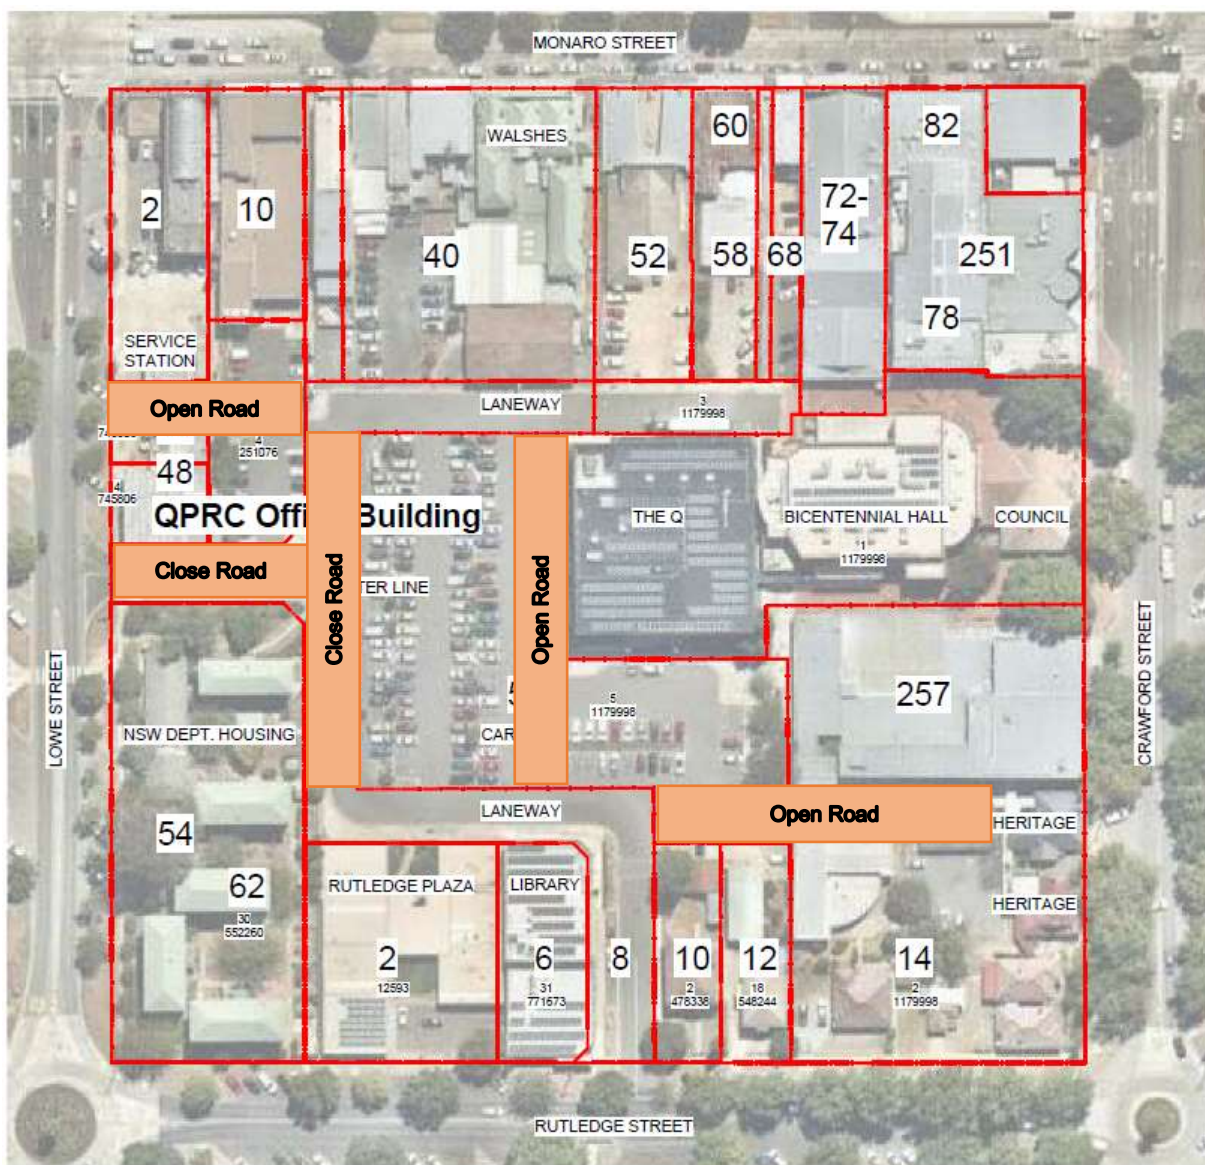 MONARO STREET
WALSHES
60
82
2
10
72-
74
40
52
58
68
251
78
SERVICE
STATION
Open Road
LANEWAY
3
1179998
4
251076
48
4
745806
QPRC Offi Building
THE Q
BICENTENNIAL HALL
COUNCIL
1
1179998
Close Road
TER LINE
Close Road
Open Road
LOWE STREET
CRAWFORD STREET
257
5
1179998
NSW DEPT. HOUSING
CAR
LANEWAY
Open Road
HERITAGE
54
62
30
552260
RUTLEDGE PLAZA
LIBRARY
HERITAGE
2
12593
6
31
771673
8
10
2
478338
12
18
548244
14
2
1179998
RUTLEDGE STREET